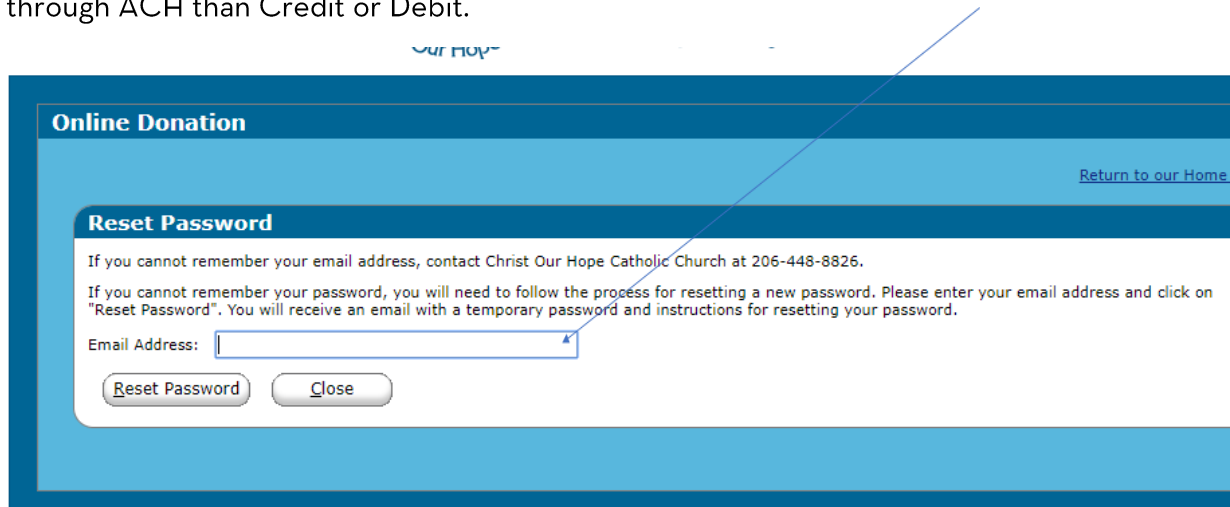 through ACH than Credit or Debit.
Our Hope
Online Donation
Return to our Home
Reset Password
If you cannot remember your email address, contact Christ Our Hope Catholic Church at 206-448-8826.
If you cannot remember your password, you will need to follow the process for resetting a new password. Please enter your email address and click on
"Reset Password". You will receive an email with a temporary password and instructions for resetting your password.
Email Address:
Reset Password Close